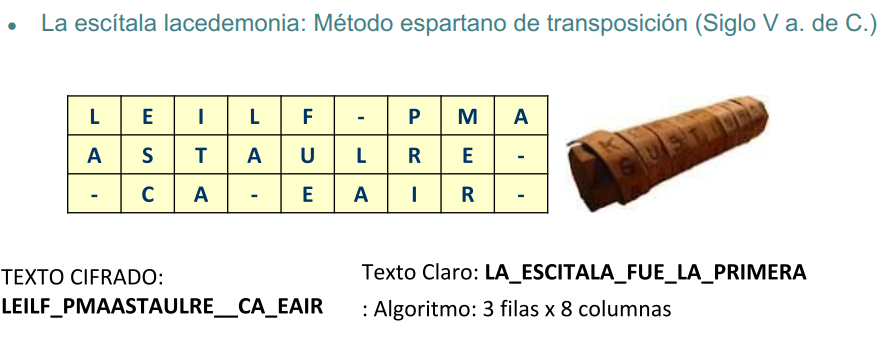 La escítala lacedemonia: Método espartano de transposición (Siglo V a. de C.)
L E I L F - P M A
A S T A U L R E -
- C A - E A I R -
TEXTO CIFRADO:
LEILF_PMAASTAULRE__CA_EAIR
Texto Claro: LA_ESCITALA_FUE_LA_PRIMERA
: Algoritmo: 3 filas x 8 columnas